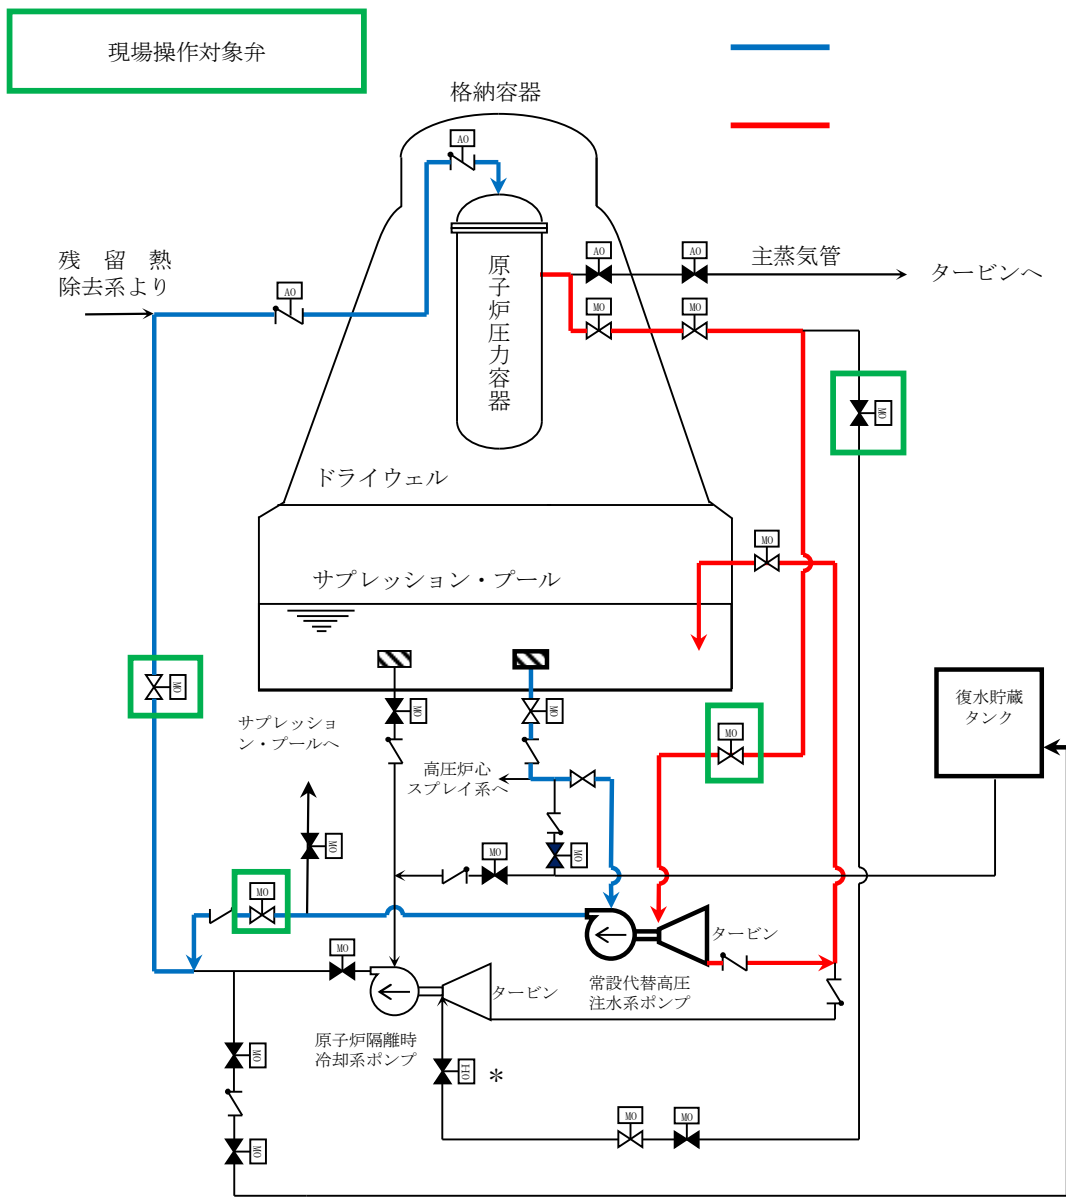 現場操作対象弁
格納容器
AO
残 留 熱
除去系より
AO
原子炉圧力容器
AO
AO
主蒸気管
タービンへ
MO
MO
MO
ドライウェル
MO
サプレッション・プール
MO
サプレッショ
ン・プールへ
MO
MO
高圧炉心
スプレイ系へ
MO
復水貯蔵
タンク
MO
MO
MO
MO
タービン
常設代替高圧
注水系ポンプ
MO
タービン
原子炉隔離時
冷却系ポンプ
MO
HO
＊
MO
MO
MO